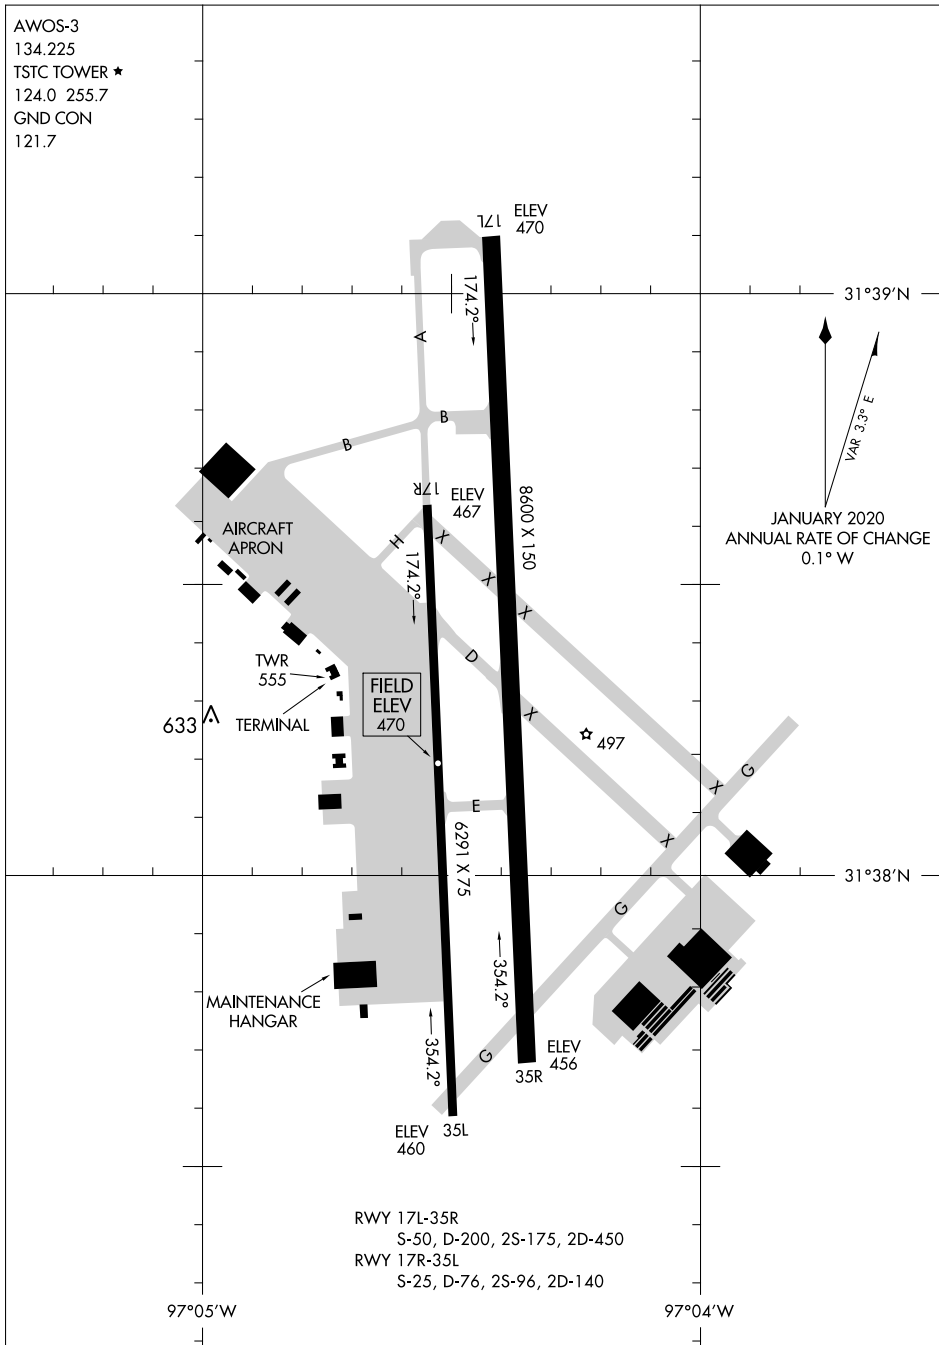 AWOS-3
134.225
TSTC TOWER ★
124.0 255.7
GND CON
121.7
17L
ELEV
470
174.2°
31°39'N
A
B
B
VAR 3.3° E
17R
ELEV
467
8600 X 150
JANUARY 2020
ANNUAL RATE OF CHANGE
0.1° W
AIRCRAFT
APRON
H
X
174.2°
X
X
D
TWR
555
TERMINAL
FIELD
ELEV
470
633
X
497
G
X
E
X
6291 X 75
31°38'N
G
354.2°
MAINTENANCE
HANGAR
354.2°
G
ELEV
456
35R
ELEV
460
35L
RWY 17L-35R
S-50, D-200, 2S-175, 2D-450
RWY 17R-35L
S-25, D-76, 2S-96, 2D-140
97°05'W
97°04'W